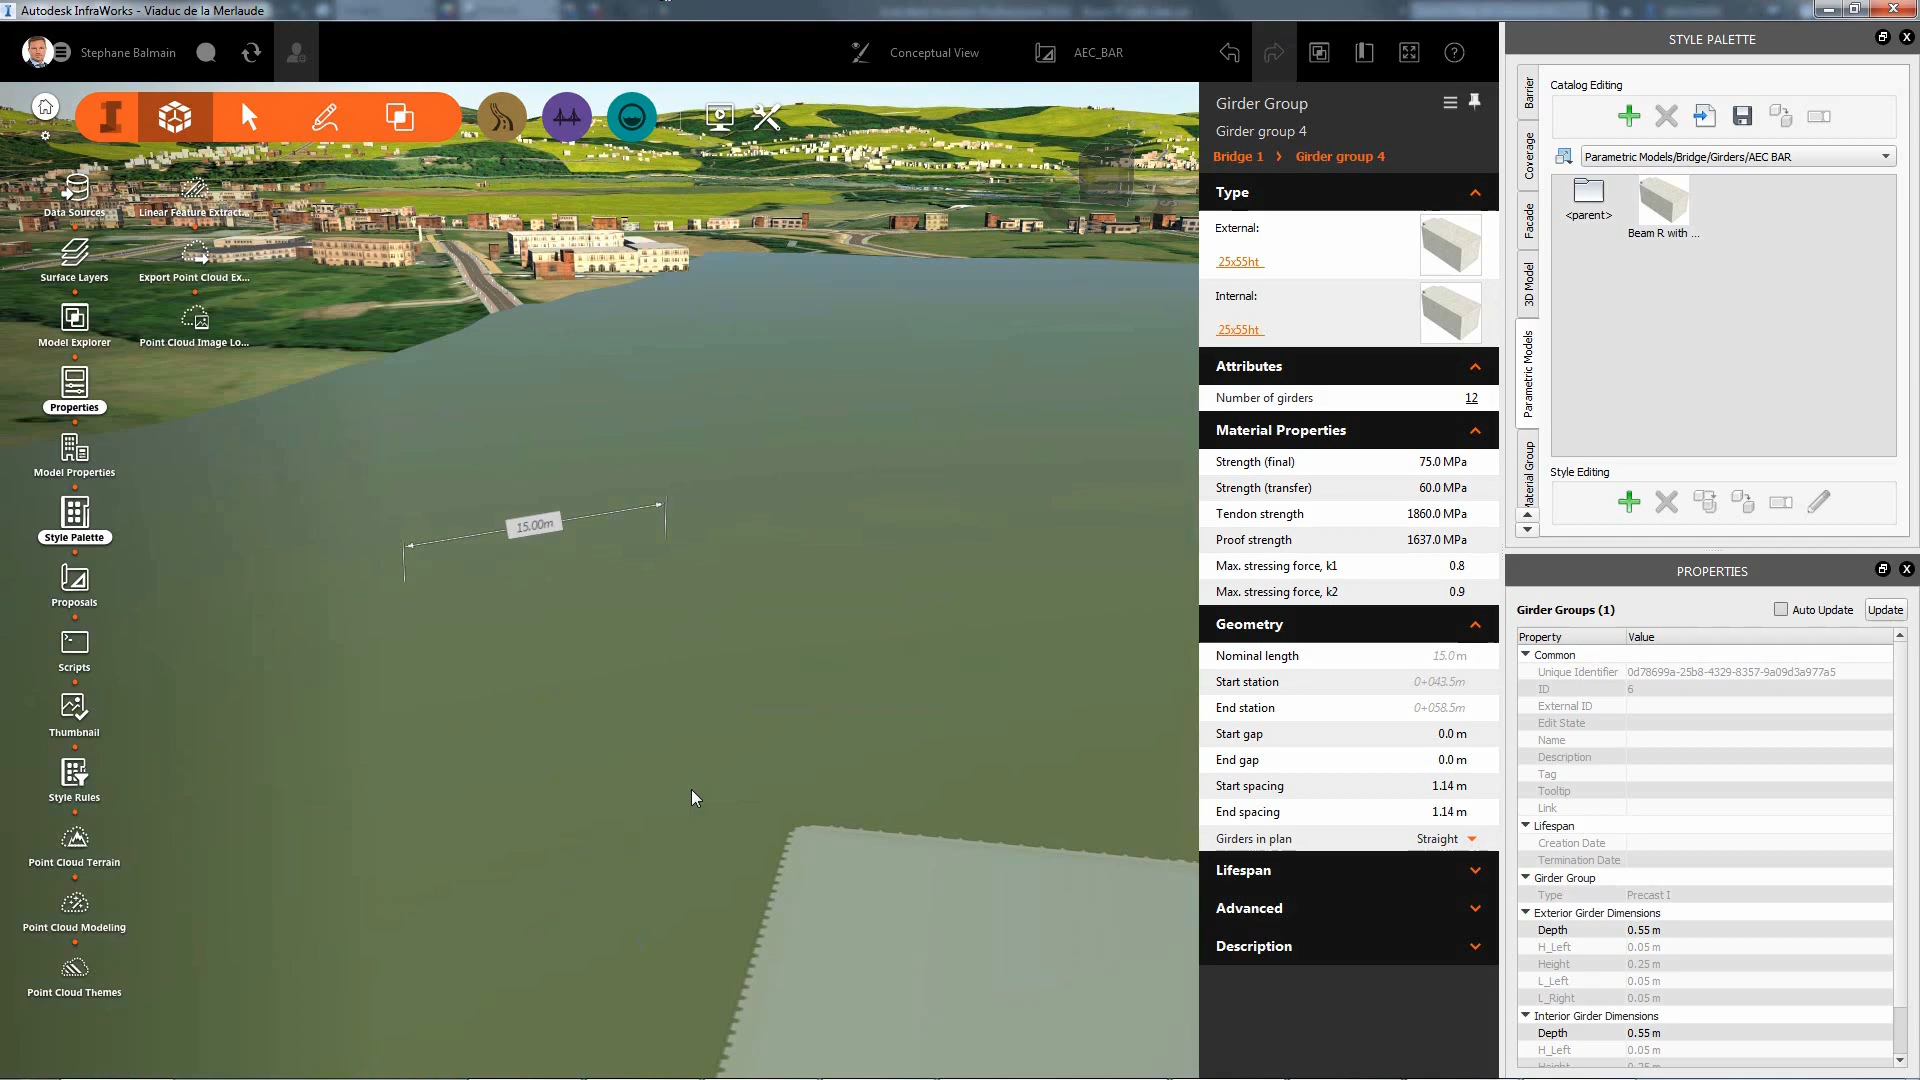 Autodesk InfraWorks - Viaduc de la Merlaude
Stephane Balmain
Conceptual View
AEC_BAR
Data Sources
Linear Feature Extract...
Surface Layers
Export Point Cloud Ex...
Model Explorer
Point Cloud Image Lo...
Properties
Model Properties
Style Palette
Proposals
Scripts
Thumbnail
Style Rules
Point Cloud Terrain
Point Cloud Modeling
Point Cloud Themes
15.00m
Girder Group
Girder group 4
Bridge 1 > Girder group 4
Type
External:
25x55ht
Internal:
25x55ht
Attributes
Number of girders 12
Material Properties
Strength (final) 75.0 MPa
Strength (transfer) 60.0 MPa
Tendon strength 1860.0 MPa
Proof strength 1637.0 MPa
Max. stressing force, k1 0.8
Max. stressing force, k2 0.9
Geometry
Nominal length 15.0 m
Start station 0+043.5m
End station 0+058.5m
Start gap 0.0 m
End gap 0.0 m
Start spacing 1.14 m
End spacing 1.14 m
Girders in plan Straight
Lifespan
Advanced
Description
STYLE PALETTE
Barrier
Coverage
Facade
3D Model
Parametric Models
Material Group
Catalog Editing
Parametric Models/Bridge/Girders/AEC BAR
<parent>
Beam R with ...
Style Editing
PROPERTIES
Girder Groups (1)
Auto Update
Update
Property Value
Common
Unique Identifier 0d78699a-25b8-4329-8357-9a09d3a977a5
ID 6
External ID
Edit State
Name
Description
Tag
Tooltip
Link
Lifespan
Creation Date
Termination Date
Girder Group
Type Precast I
Exterior Girder Dimensions
Depth 0.55 m
H_Left 0.05 m
Height 0.25 m
L_Left 0.05 m
L_Right 0.05 m
Interior Girder Dimensions
Depth 0.55 m
H_Left 0.05 m
Height 0.25 m